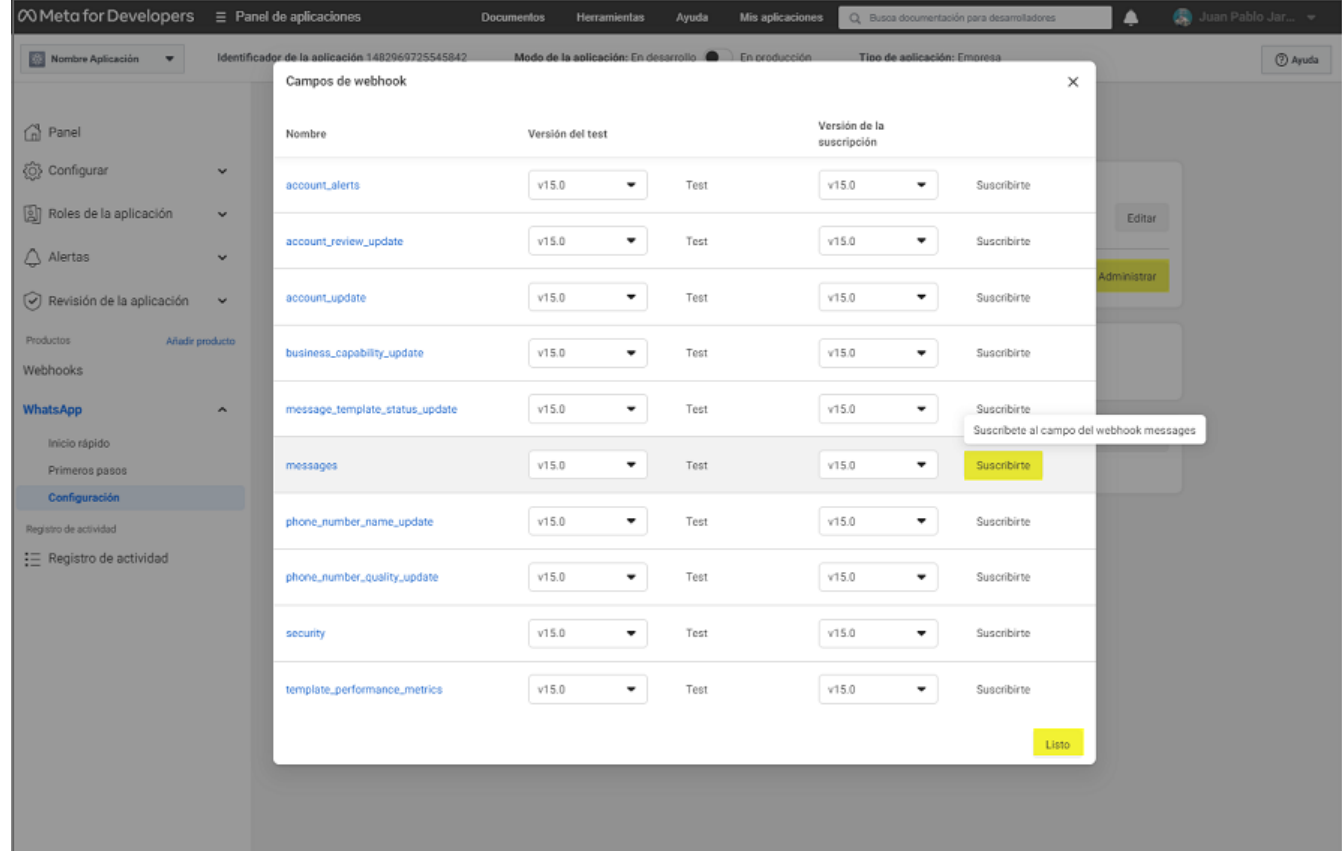 Meta for Developers
Panel de aplicaciones
Documentos
Herramientas
Ayuda
Mis aplicaciones
Busca documentación para desarrolladores
Juan Pablo Jar...
Nombre Aplicación
Identificador de la aplicación 1482969725545842
Modo de la aplicación: En desarrollo
En producción
Tipo de aplicación: Empresa
Ayuda
Panel
Configurar
Roles de la aplicación
Alertas
Revisión de la aplicación
Productos
Añadir producto
Webhooks
WhatsApp
Inicio rápido
Primeros pasos
Configuración
Registro de actividad
Registro de actividad
Campos de webhook
Nombre
Versión del test
Versión de la
suscripción
account_alerts v15.0 Test v15.0 Suscribirte
account_review_update v15.0 Test v15.0 Suscribirte
account_update v15.0 Test v15.0 Suscribirte
business_capability_update v15.0 Test v15.0 Suscribirte
message_template_status_update v15.0 Test v15.0 Suscribirte
Suscríbete al campo del webhook messages
messages v15.0 Test v15.0 Suscribirte
phone_number_name_update v15.0 Test v15.0 Suscribirte
phone_number_quality_update v15.0 Test v15.0 Suscribirte
security v15.0 Test v15.0 Suscribirte
template_performance_metrics v15.0 Test v15.0 Suscribirte
Listo
Editar
Administrar